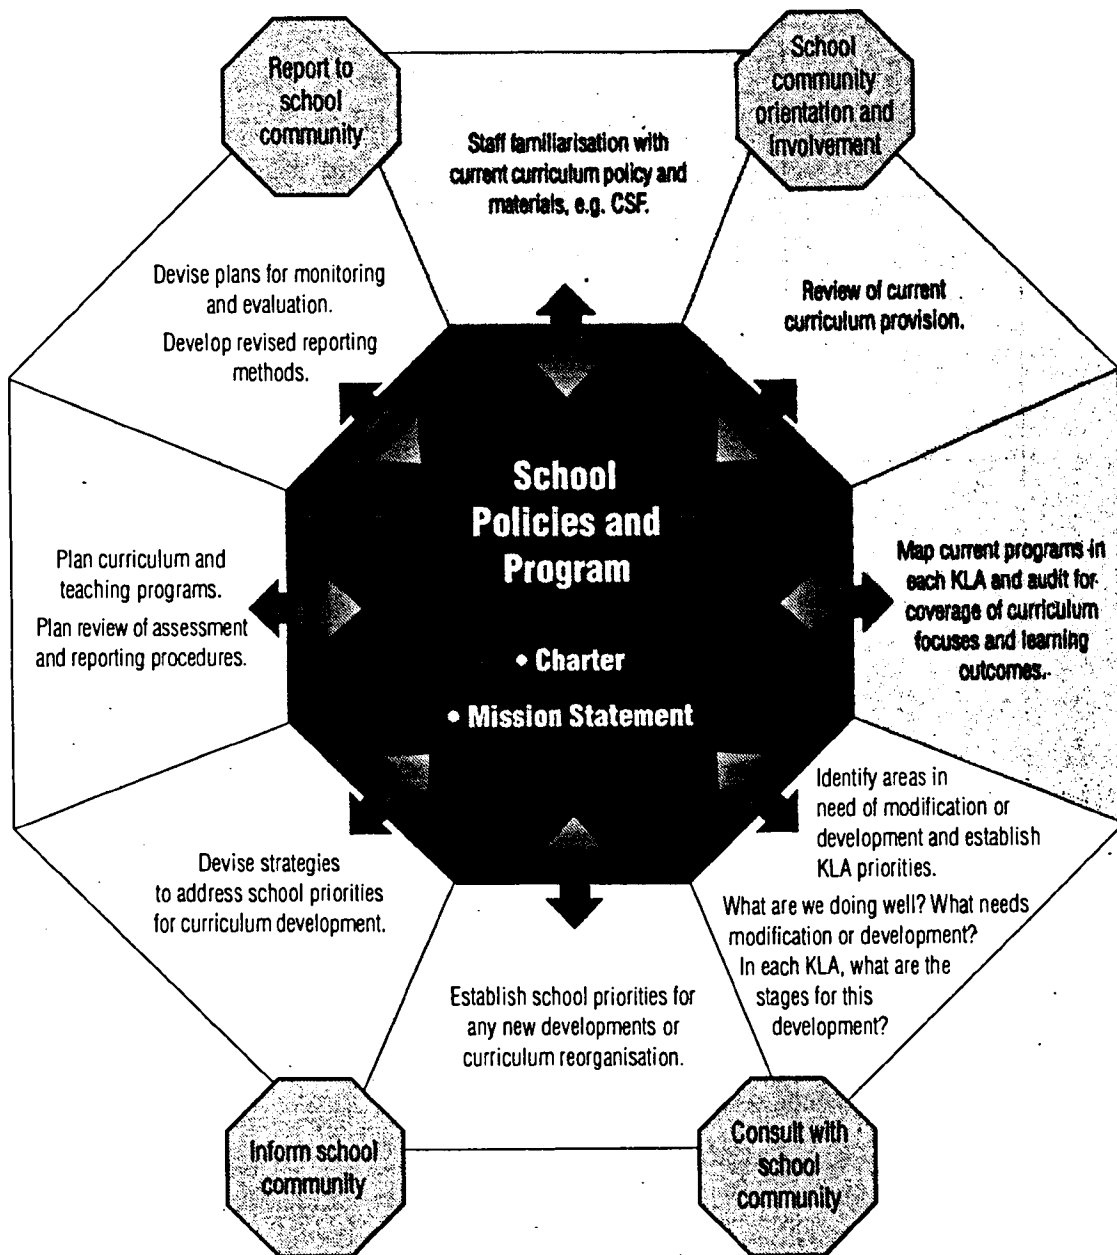 Report to
school
community
School
community
orientation and
Involvement
Staff familiarisation with
current curriculum policy and
materials, e.g. CSF.
Review of current
curriculum provision.
Devise plans for monitoring
and evaluation.
Develop revised reporting
methods.
School
Policies and
Program
• Charter
• Mission Statement
Map current programs in
each KLA and audit for
coverage of curriculum
focuses and learning
outcomes.
Plan curriculum and
teaching programs.
Plan review of assessment
and reporting procedures.
Identify areas in
need of modification or
development and establish
KLA priorities.
What are we doing well? What needs
modification or development?
In each KLA, what are the
stages for this
development?
Devise strategies
to address school priorities
for curriculum development.
Establish school priorities for
any new developments or
curriculum reorganisation.
Inform school
community
Consult with
school
community